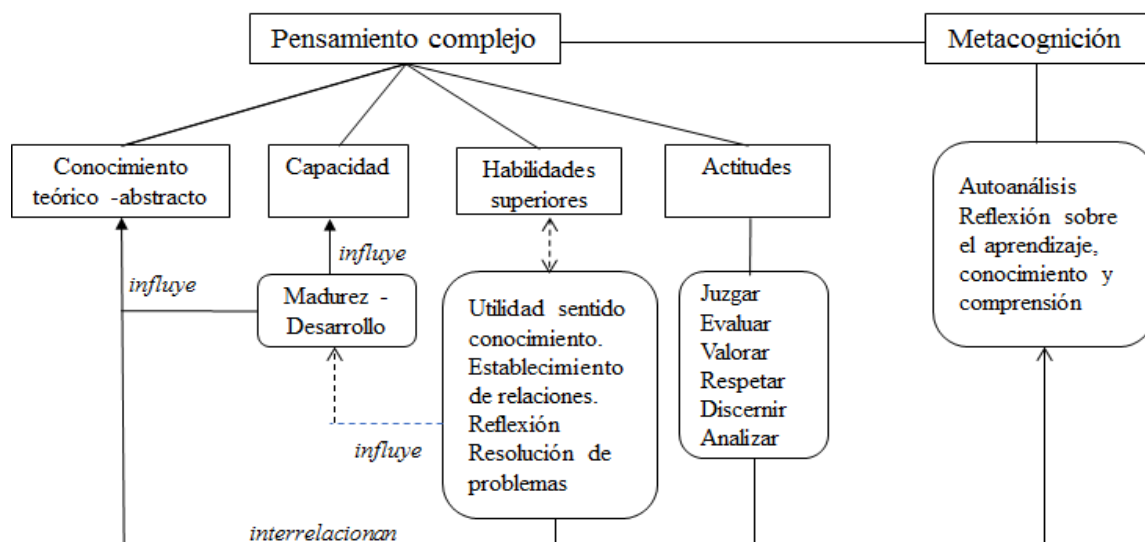 Pensamiento complejo
Metacognición
Conocimiento
teórico -abstracto
Capacidad
Habilidades
superiores
Actitudes
influye
influye
Madurez -
Desarrollo
influye
Utilidad sentido
conocimiento.
Establecimiento
de relaciones.
Reflexión
Resolución de
problemas
Juzgar
Evaluar
Valorar
Respetar
Discernir
Analizar
Autoanálisis
Reflexión sobre
el aprendizaje,
conocimiento y
comprensión
interrelacionan